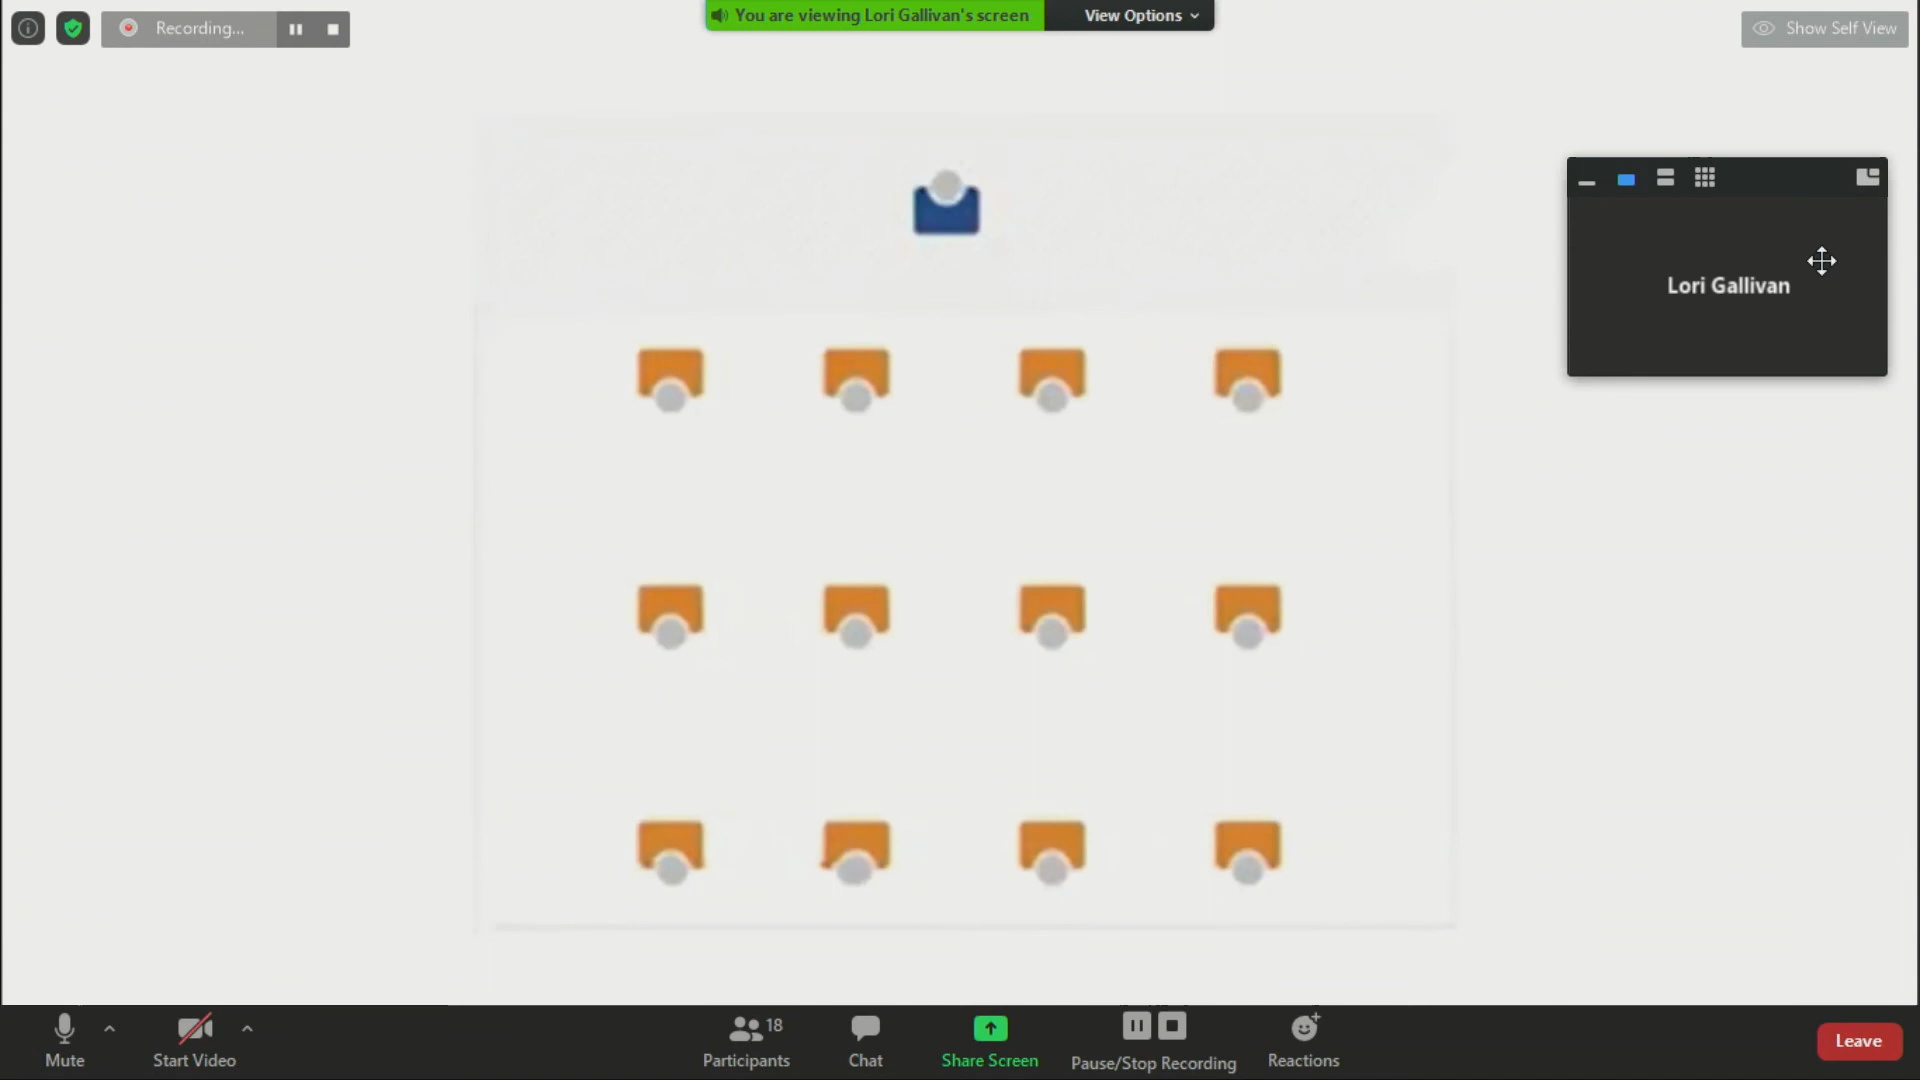 Recording...
You are viewing Lori Gallivan's screen
View Options
Show Self View
Lori Gallivan
Mute
Start Video
18
Participants
Chat
Share Screen
Pause/Stop Recording
Reactions
Leave